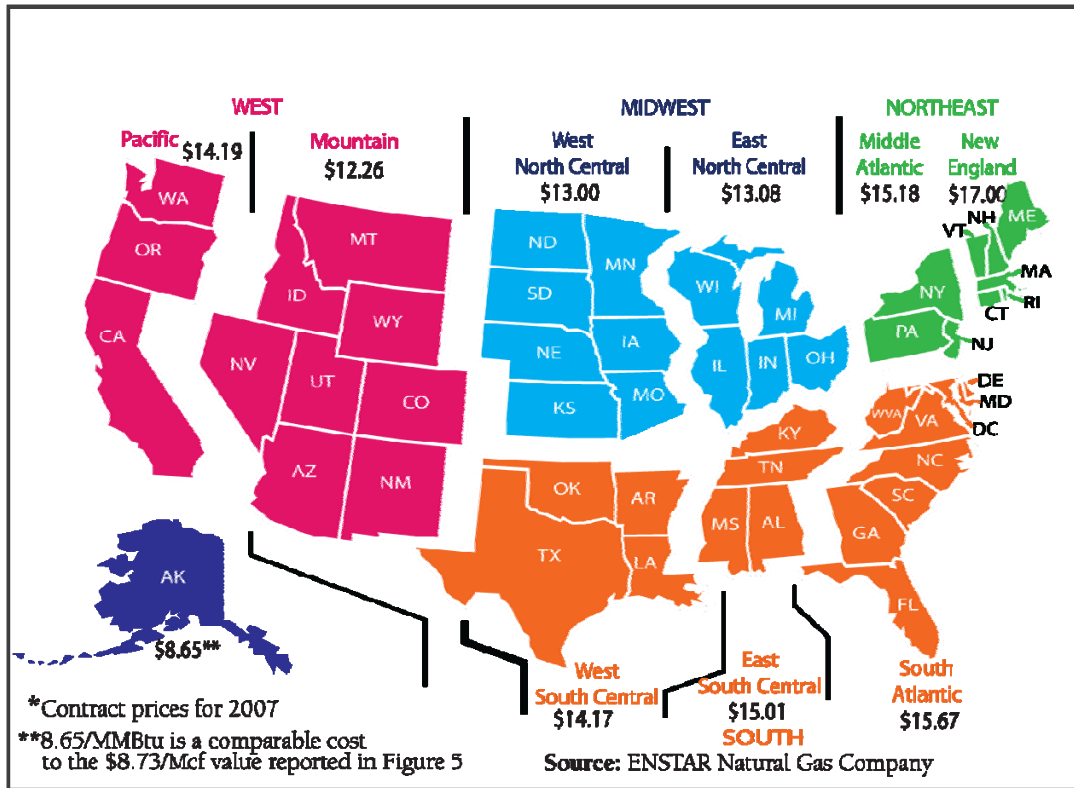 WEST
MIDWEST
NORTHEAST
Pacific $14.19
Mountain
$12.26
West
North Central
$13.00
East
North Central
$13.08
Middle
Atlantic
$15.18
New
England
$17.00
WA
OR
CA
MT
ID
WY
NV
UT
CO
AZ
NM
ND
MN
SD
NE
IA
KS
MO
WI
MI
IL
IN
OH
NH
ME
VT
MA
NY
RI
CT
PA
NJ
DE
MD
DC
WVA
VA
KY
TN
NC
SC
OK
AR
TX
LA
MS
AL
GA
FL
AK
$8.65**
West
South Central
$14.17
East
South Central
$15.01
SOUTH
South
Atlantic
$15.67
*Contract prices for 2007
**8.65/MMBtu is a comparable cost
to the $8.73/Mcf value reported in Figure 5
Source: ENSTAR Natural Gas Company